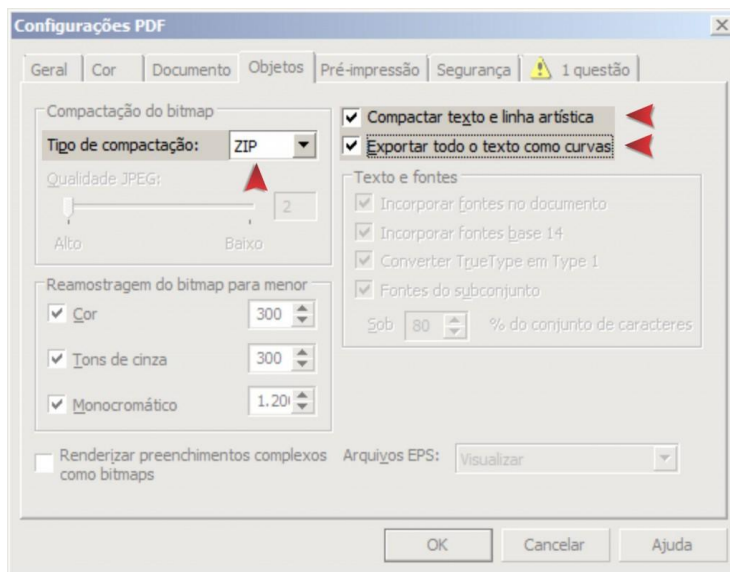 Configurações PDF
Geral Cor Documento Objetos Pré-impressão Segurança 1 questão
Compactação do bitmap
Tipo de compactação: ZIP
Qualidade JPEG:
2
Alto Baixo
Reamostragem do bitmap para menor
Cor 300
Tons de cinza 300
Monocromático 1.20
Renderizar preenchimentos complexos como bitmaps
Compactar texto e linha artística
Exportar todo o texto como curvas
Texto e fontes
Incorporar fontes no documento
Incorporar fontes base 14
Converter TrueType em Type 1
Fontes do subconjunto
Sob 80 % do conjunto de caracteres
Arquivos EPS: Visualizar
OK Cancelar Ajuda